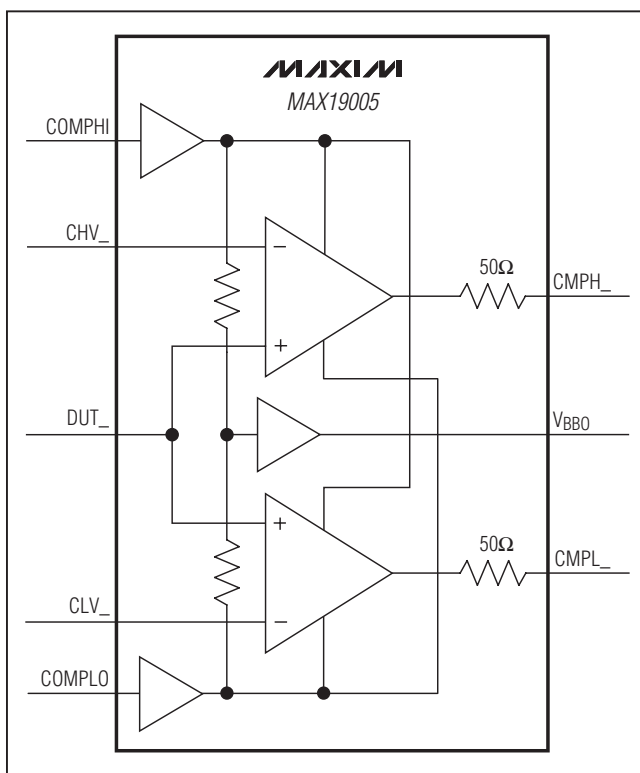 MAXIM
MAX19005
COMPHI
CHV_
−
50Ω
CMPH_
+
DUT_
VBBO
+
50Ω
CMPL_
−
CLV_
COMPLO